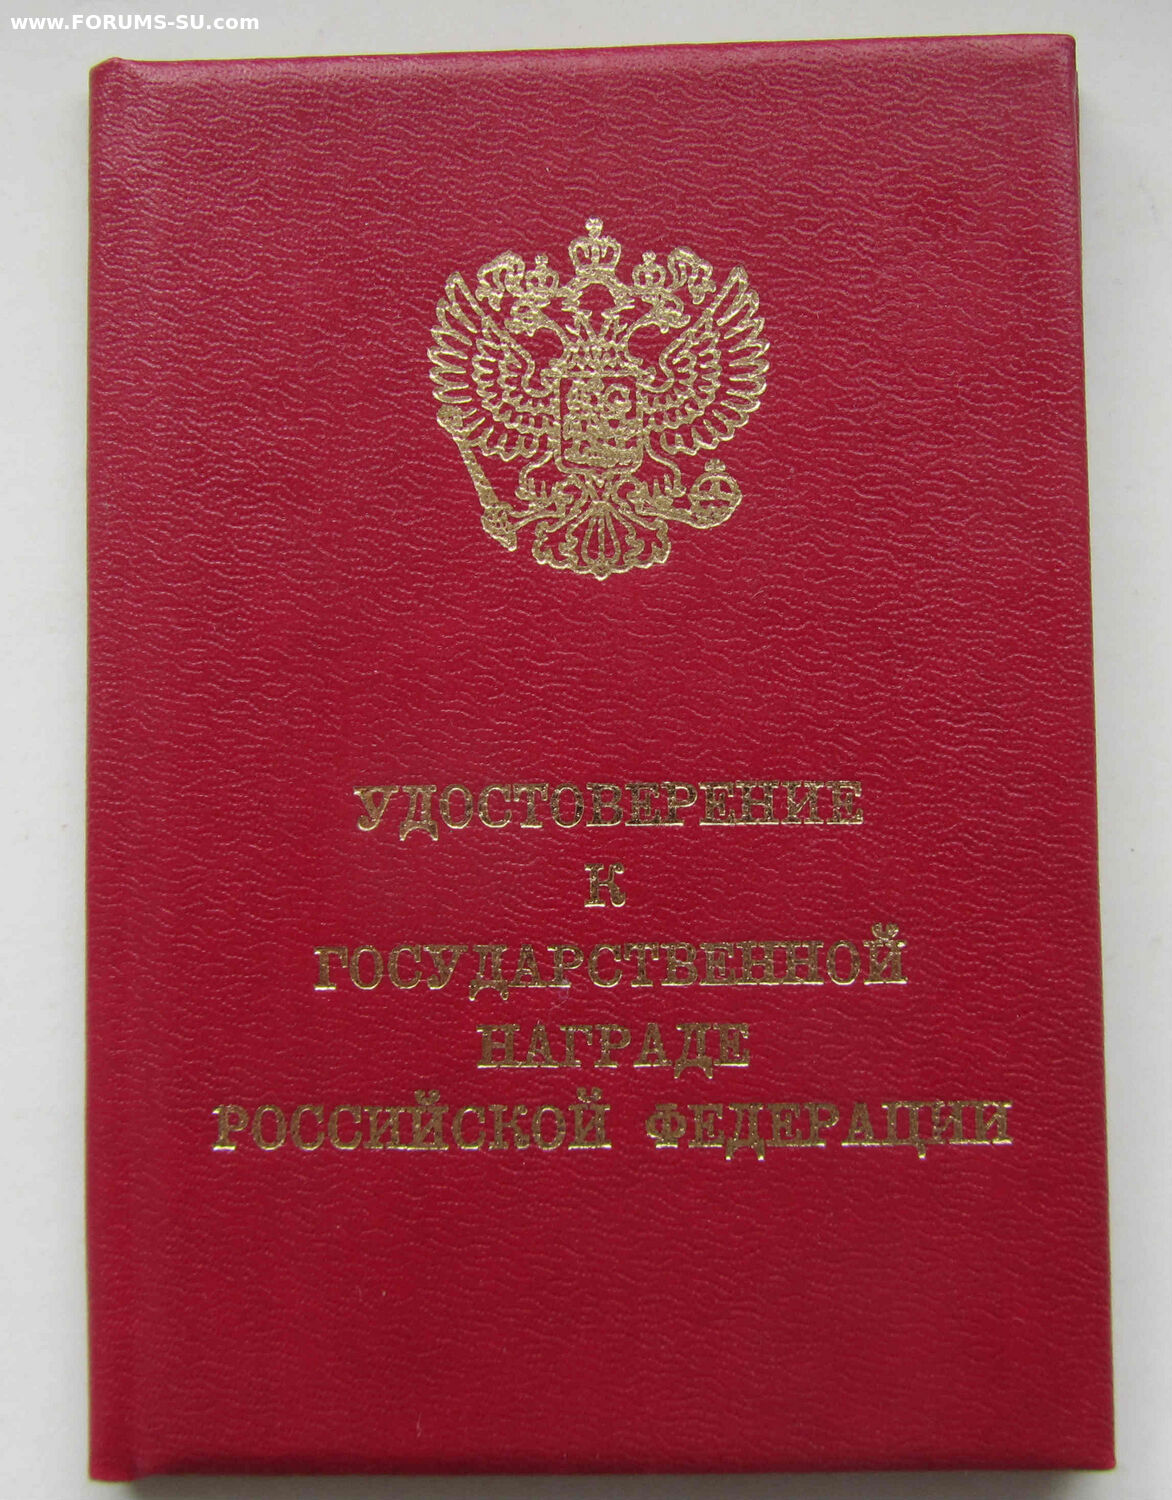 www.FORUMS-SU.com
УДОСТОВЕРЕНИЕ
К
ГОСУДАРСТВЕННОЙ
НАГРАДЕ
РОССИЙСКОЙ ФЕДЕРАЦИИ